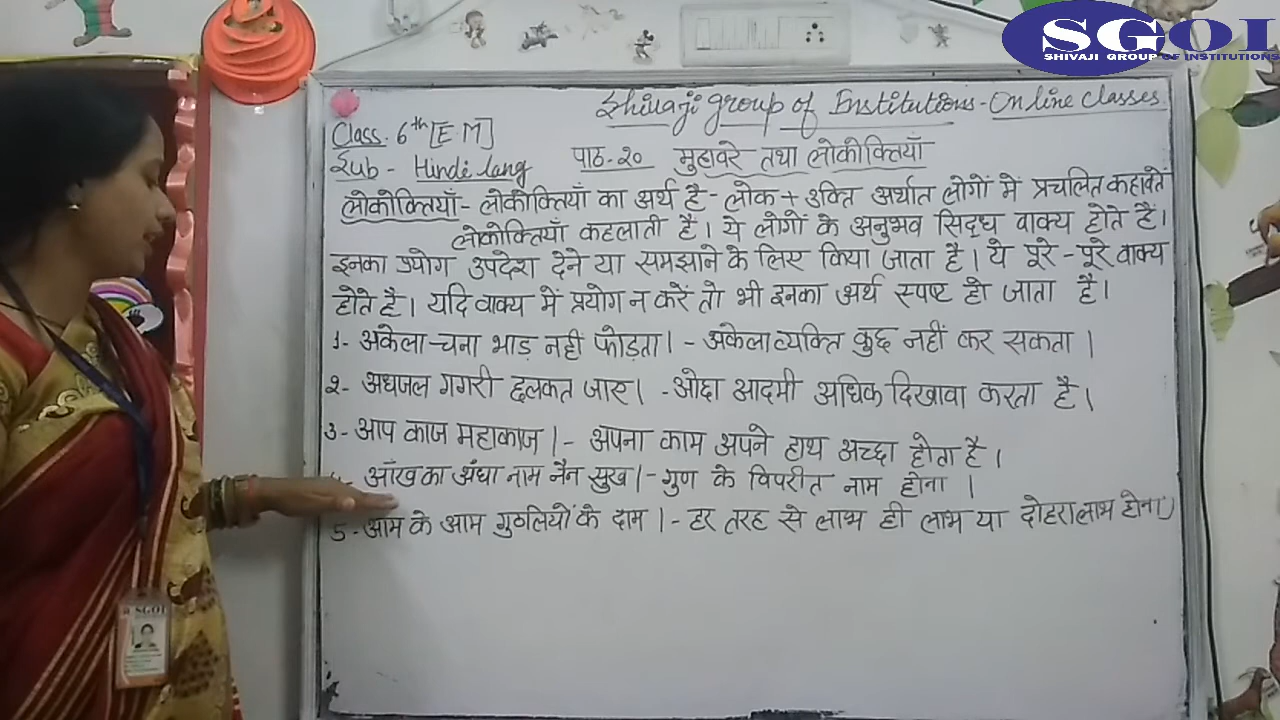 SGOI
SHIVAJI GROUP OF INSTITUTIONS
Shivaji group of Institutions - Online classes
Class. 6th [E.M]
Sub - Hindi lang पाठ-२० मुहावरे तथा लोकोक्तियाँ
लोकोक्तियाँ - लोकोक्तियाँ का अर्थ है - लोक + उक्ति अर्थात लोगों में प्रचलित कहावतें
लोकोक्तियाँ कहलाती हैं। ये लोगों के अनुभव सिद्ध वाक्य होते हैं।
इनका प्रयोग उपदेश देने या समझाने के लिए किया जाता है। ये पूरे - पूरे वाक्य
होते है। यदि वाक्य में प्रयोग न करें तो भी इनका अर्थ स्पष्ट हो जाता है।
1- अकेला चना भाड़ नहीं फोड़ता। - अकेला व्यक्ति कुछ नहीं कर सकता।
२- अधजल गगरी छलकत जाए। - ओछा आदमी अधिक दिखावा करता है।
३- आप काज महाकाज। - अपना काम अपने हाथ अच्छा होता है।
आँख का अंधा नाम नैन सुख। - गुण के विपरीत नाम होना।
5- आम के आम गुठलियों के दाम। - हर तरह से लाभ ही लाभ या दोहरा लाभ होना।
SGOI